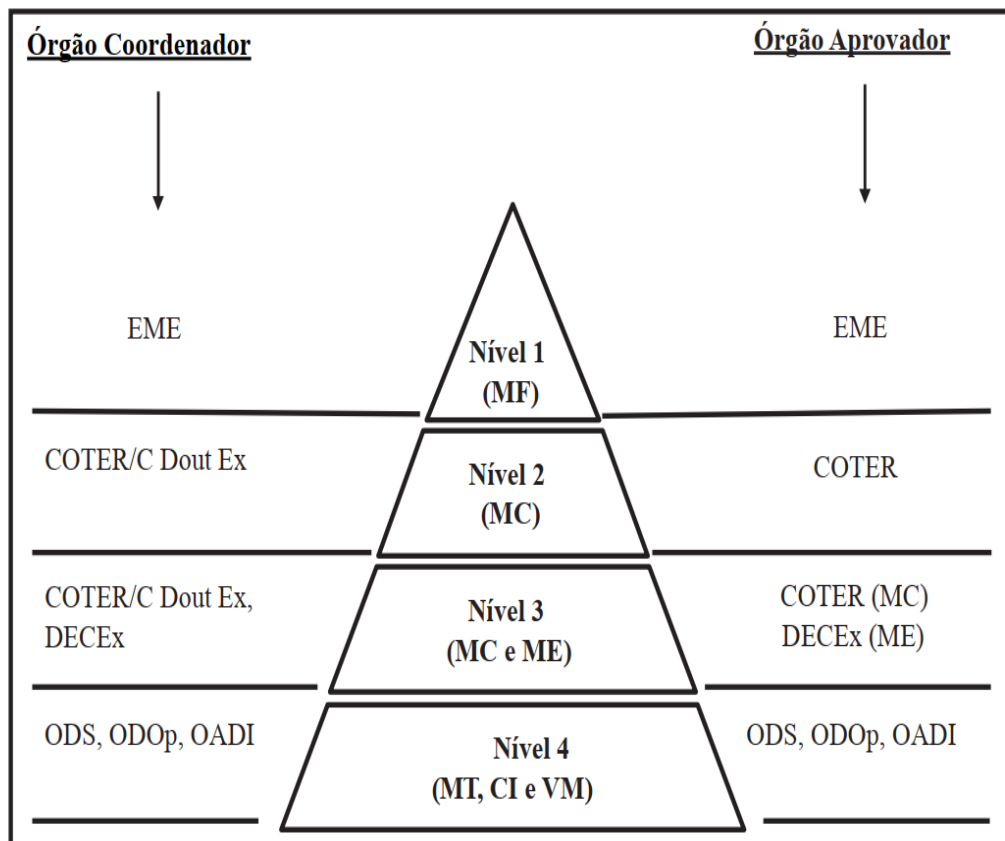 Órgão Coordenador
Órgão Aprovador
EME
Nível 1
(MF)
EME
COTER/C Dout Ex
Nível 2
(MC)
COTER
COTER/C Dout Ex,
DECEx
Nível 3
(MC e ME)
COTER (MC)
DECEx (ME)
ODS, ODOp, OADI
Nível 4
(MT, CI e VM)
ODS, ODOp, OADI